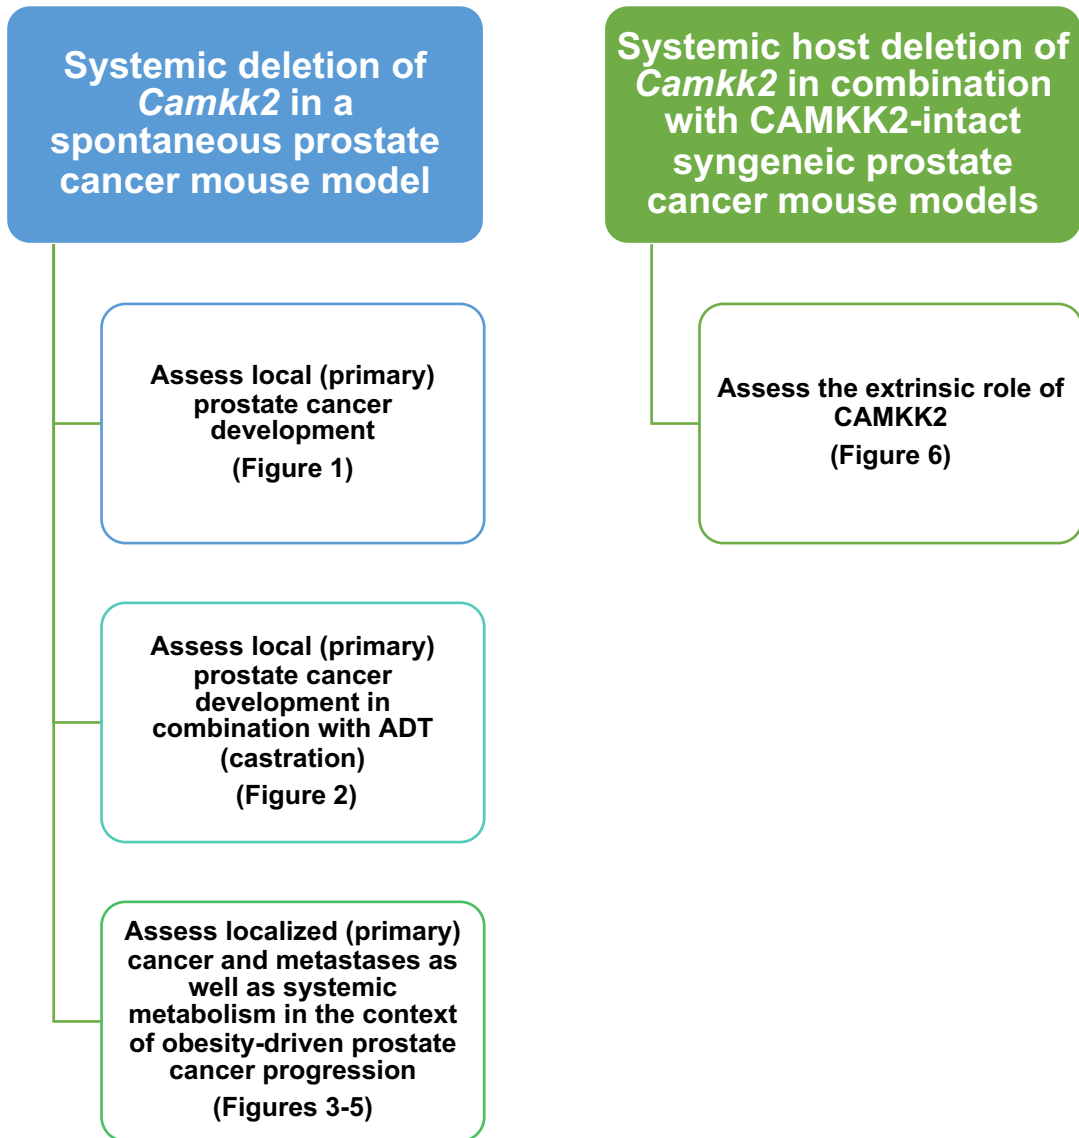 Systemic deletion of
Camkk2 in a
spontaneous prostate
cancer mouse model
Assess local (primary)
prostate cancer
development
(Figure 1)
Assess local (primary)
prostate cancer
development in
combination with ADT
(castration)
(Figure 2)
Assess localized (primary)
cancer and metastases as
well as systemic
metabolism in the context
of obesity-driven prostate
cancer progression
(Figures 3-5)
Systemic host deletion of
Camkk2 in combination
with CAMKK2-intact
syngeneic prostate
cancer mouse models
Assess the extrinsic role of
CAMKK2
(Figure 6)